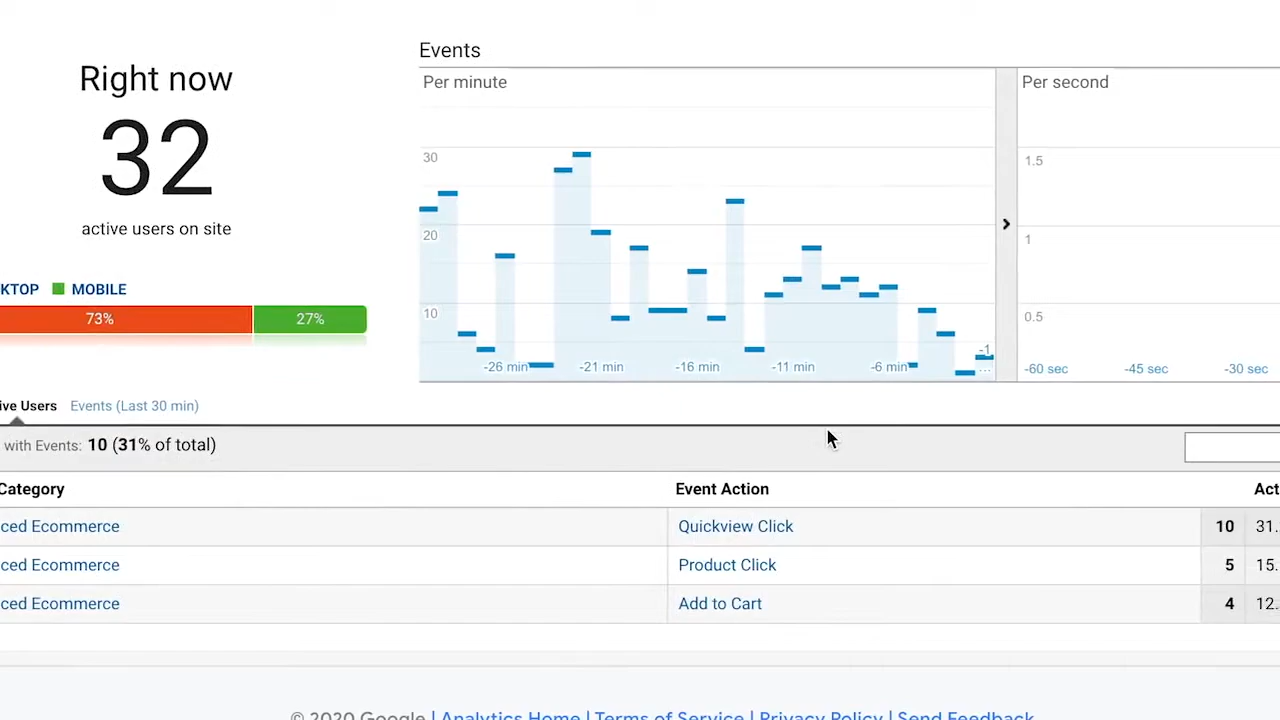 Events
Right now
Per minute
Per second
32
30
1.5
active users on site
20
1
KTOP MOBILE
10
0.5
73% 27%
-1
-26 min -21 min -16 min -11 min -6 min ...
-60 sec -45 sec -30 sec
ive Users Events (Last 30 min)
with Events: 10 (31% of total)
Category Event Action Act
ced Ecommerce Quickview Click 10 31.
ced Ecommerce Product Click 5 15.
ced Ecommerce Add to Cart 4 12.
© 2020 Google | Analytics Home | Terms of Service | Privacy Policy | Send Feedback